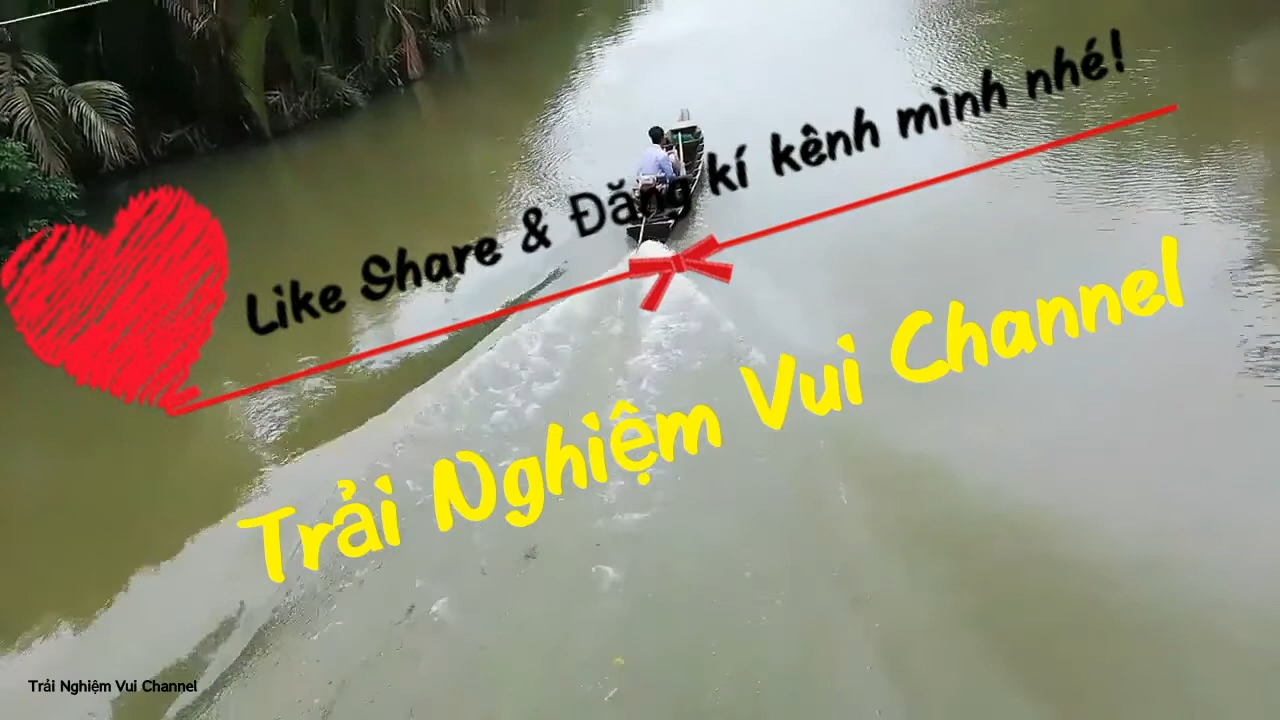 Like Share & Đăng kí kênh mình nhé!
Trải Nghiệm Vui Channel
Trải Nghiệm Vui Channel